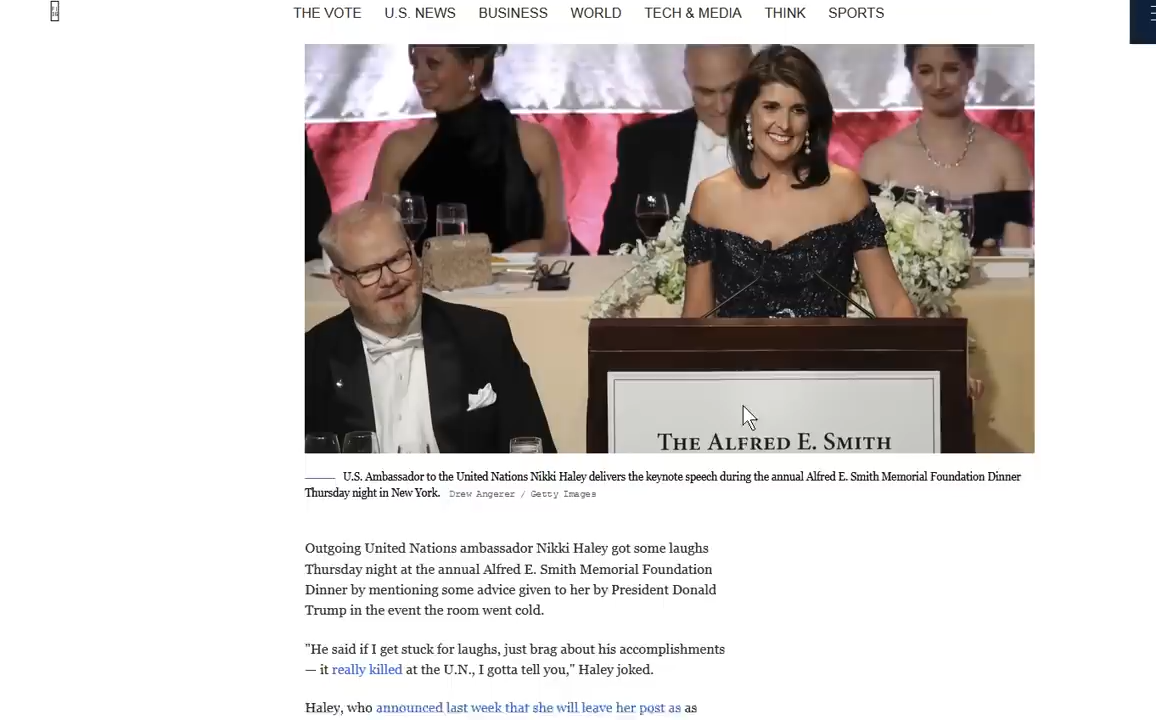 THE VOTE U.S. NEWS BUSINESS WORLD TECH & MEDIA THINK SPORTS
THE ALFRED E. SMITH
U.S. Ambassador to the United Nations Nikki Haley delivers the keynote speech during the annual Alfred E. Smith Memorial Foundation Dinner
Thursday night in New York. Drew Angerer / Getty Images
Outgoing United Nations ambassador Nikki Haley got some laughs
Thursday night at the annual Alfred E. Smith Memorial Foundation
Dinner by mentioning some advice given to her by President Donald
Trump in the event the room went cold.
"He said if I get stuck for laughs, just brag about his accomplishments
— it really killed at the U.N., I gotta tell you," Haley joked.
Haley, who announced last week that she will leave her post as as